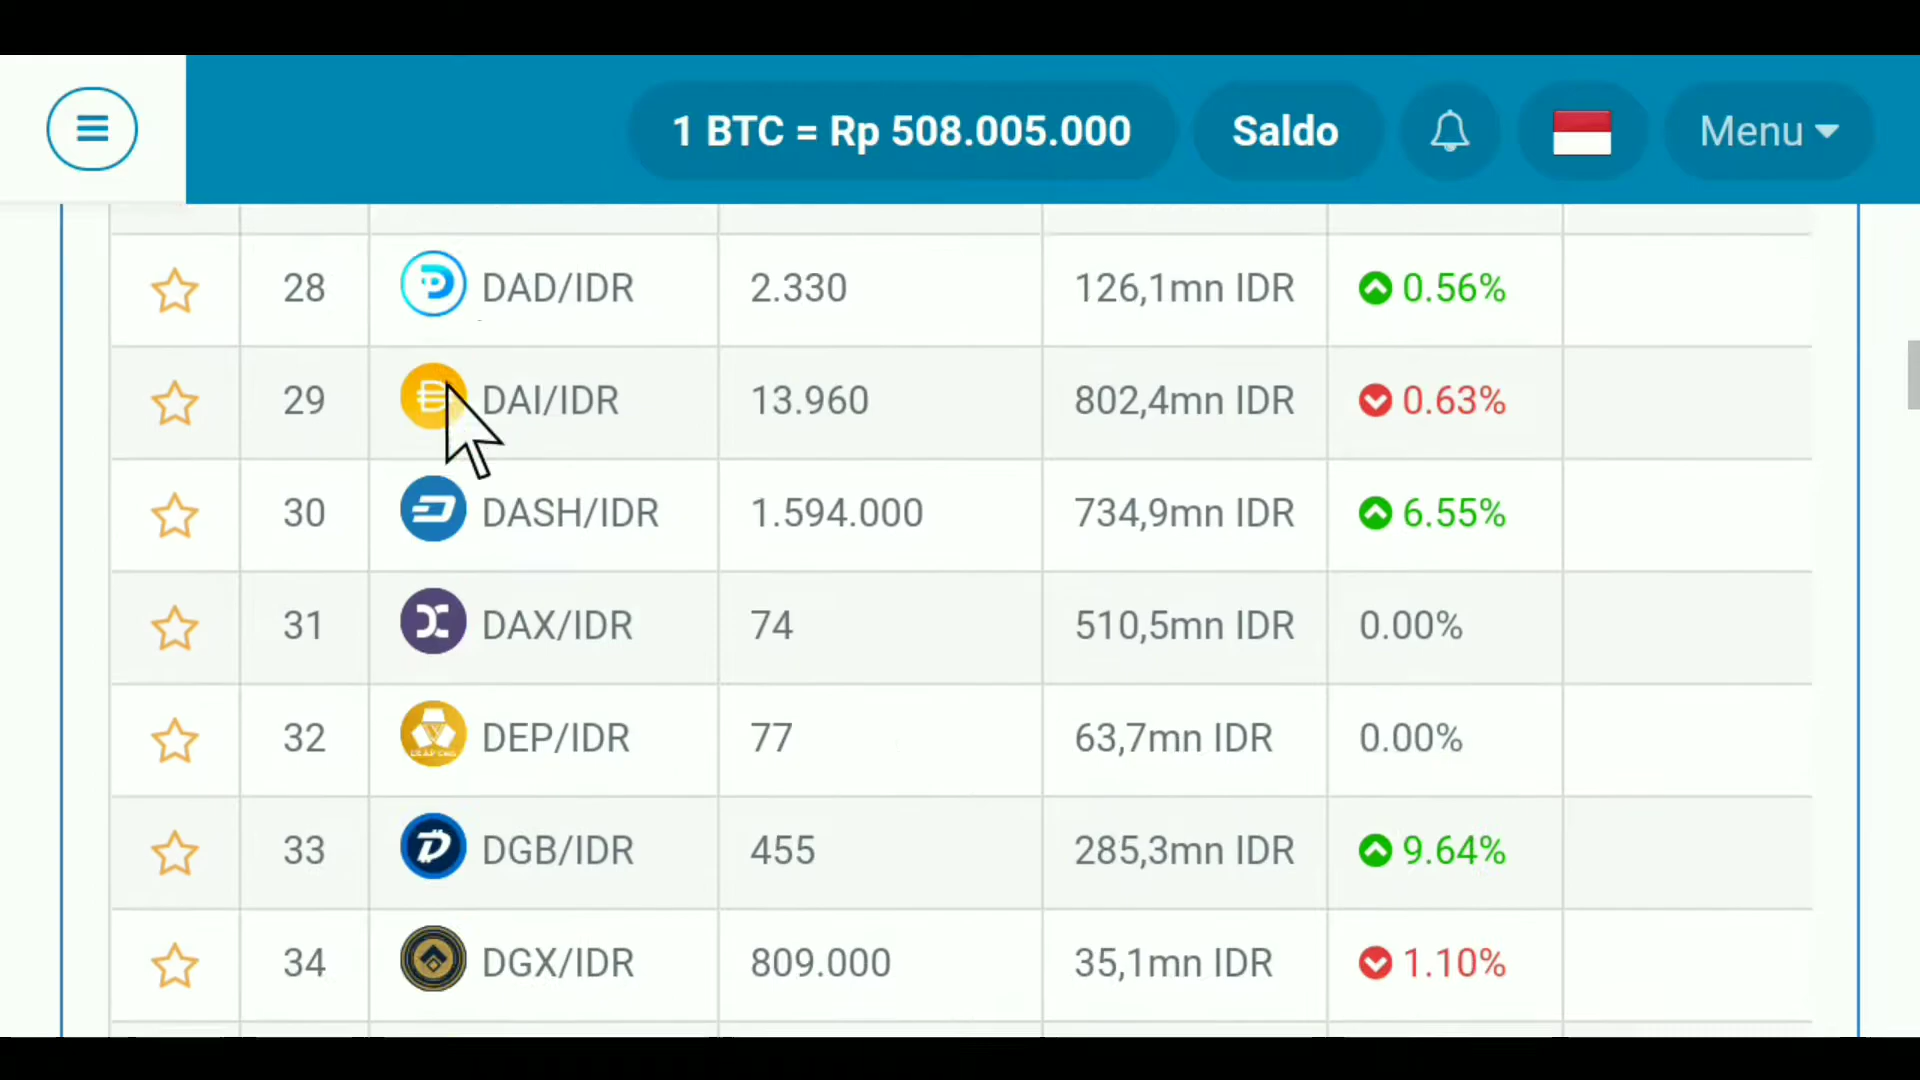 1 BTC = Rp 508.005.000 Saldo Menu
28 DAD/IDR 2.330 126,1mn IDR 0.56%
29 DAI/IDR 13.960 802,4mn IDR 0.63%
30 DASH/IDR 1.594.000 734,9mn IDR 6.55%
31 DAX/IDR 74 510,5mn IDR 0.00%
32 DEP/IDR 77 63,7mn IDR 0.00%
33 DGB/IDR 455 285,3mn IDR 9.64%
34 DGX/IDR 809.000 35,1mn IDR 1.10%